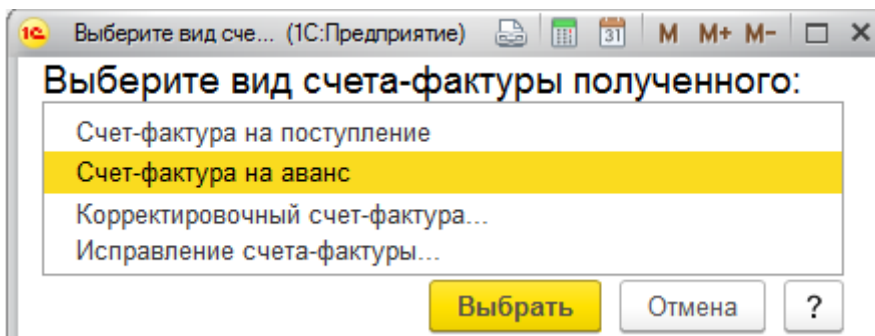 1С Выберите вид сче... (1С:Предприятие) 31 M M+ M-
Выберите вид счета-фактуры полученного:
Счет-фактура на поступление
Счет-фактура на аванс
Корректировочный счет-фактура...
Исправление счета-фактуры...
Выбрать Отмена ?